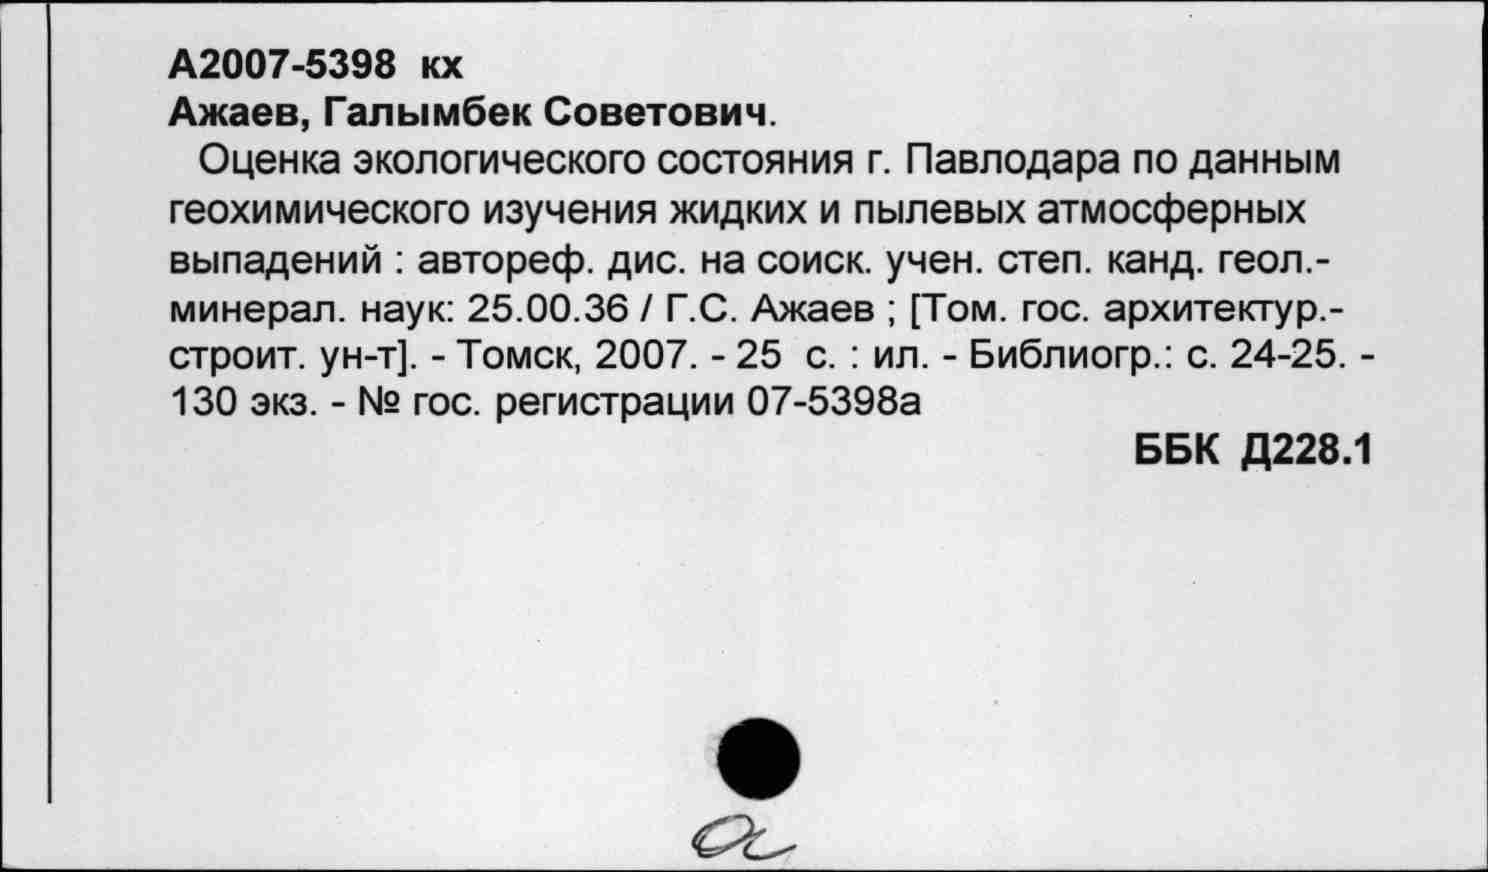 А2007-5398 кх
Ажаев, Галымбек Советович.
Оценка экологического состояния г. Павлодара по данным
геохимического изучения жидких и пылевых атмосферных
выпадений : автореф. дис. на соиск. учен. степ. канд. геол.-
минерал. наук: 25.00.36 / Г.С. Ажаев ; [Том. гос. архитектур.-
строит. ун-т]. - Томск, 2007. - 25 с. : ил. - Библиогр.: с. 24-25. -
130 экз. - № гос. регистрации 07-5398а
ББК Д228.1
а